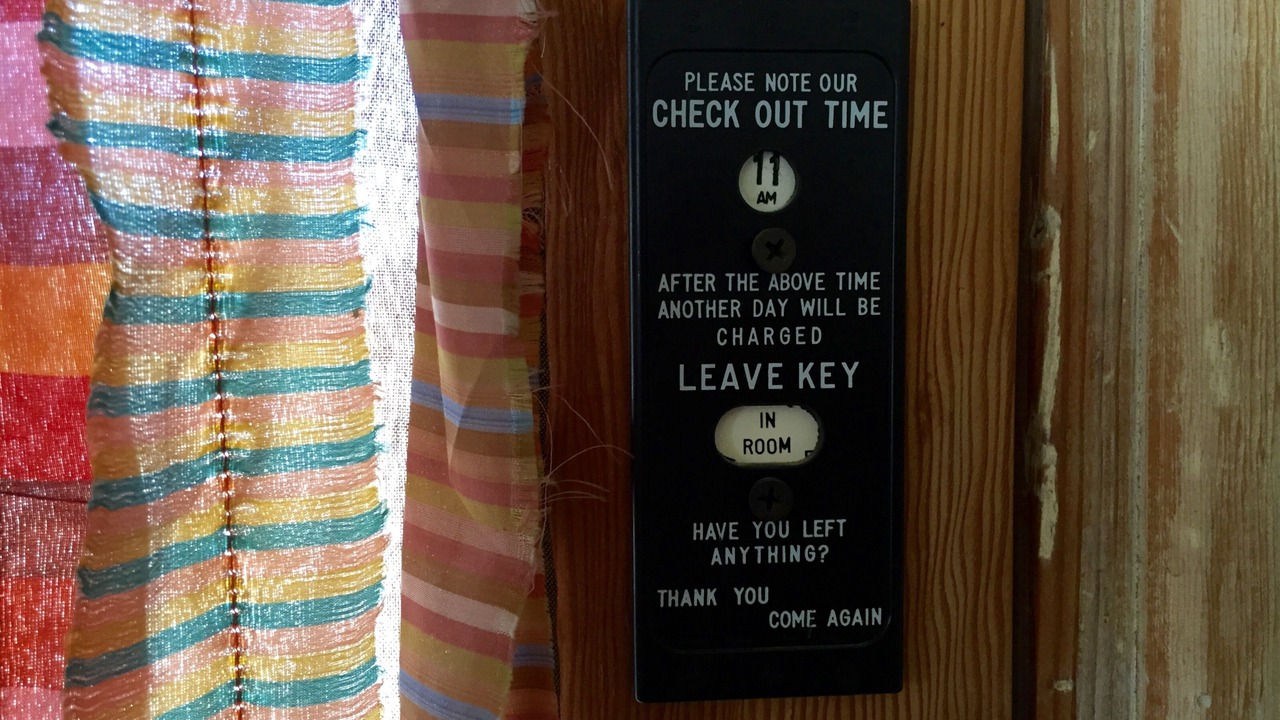 PLEASE NOTE OUR
CHECK OUT TIME
11
AM
AFTER THE ABOVE TIME
ANOTHER DAY WILL BE
CHARGED
LEAVE KEY
IN
ROOM
HAVE YOU LEFT
ANYTHING?
THANK YOU
COME AGAIN